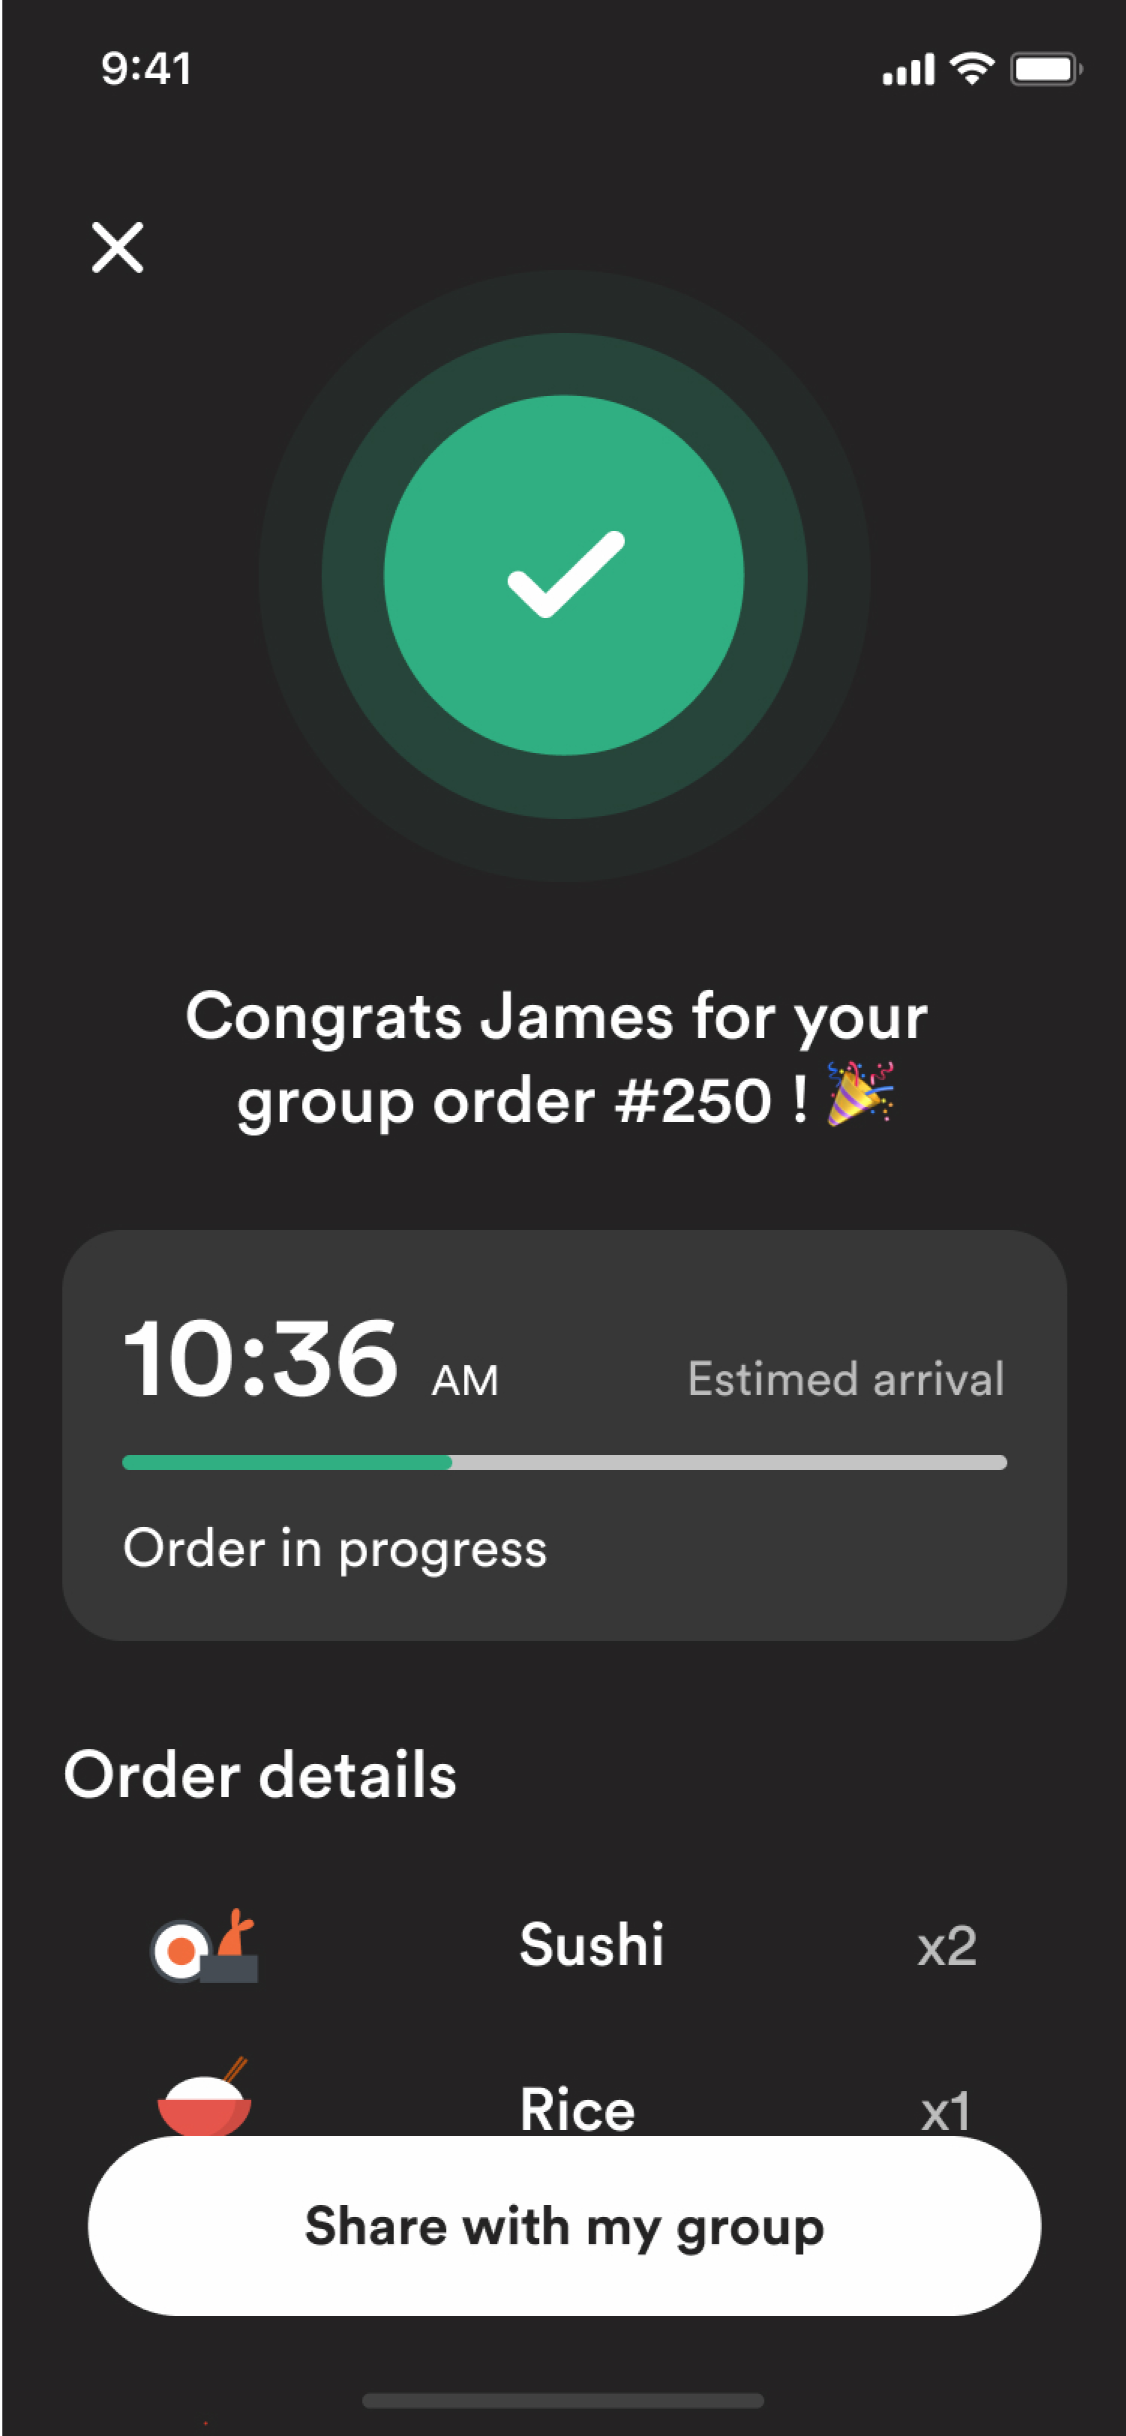 9:41
Congrats James for your
group order #250 ! 🎉
10:36 AM Estimed arrival
Order in progress
Order details
Sushi x2
Rice x1
Share with my group